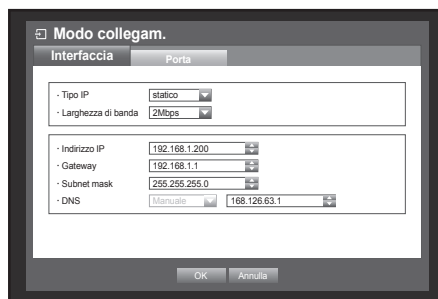 Modo collegam.
Interfaccia Porta
· Tipo IP statico
· Larghezza di banda 2Mbps
· Indirizzo IP 192.168.1.200
· Gateway 192.168.1.1
· Subnet mask 255.255.255.0
· DNS Manuale 168.126.63.1
OK Annulla